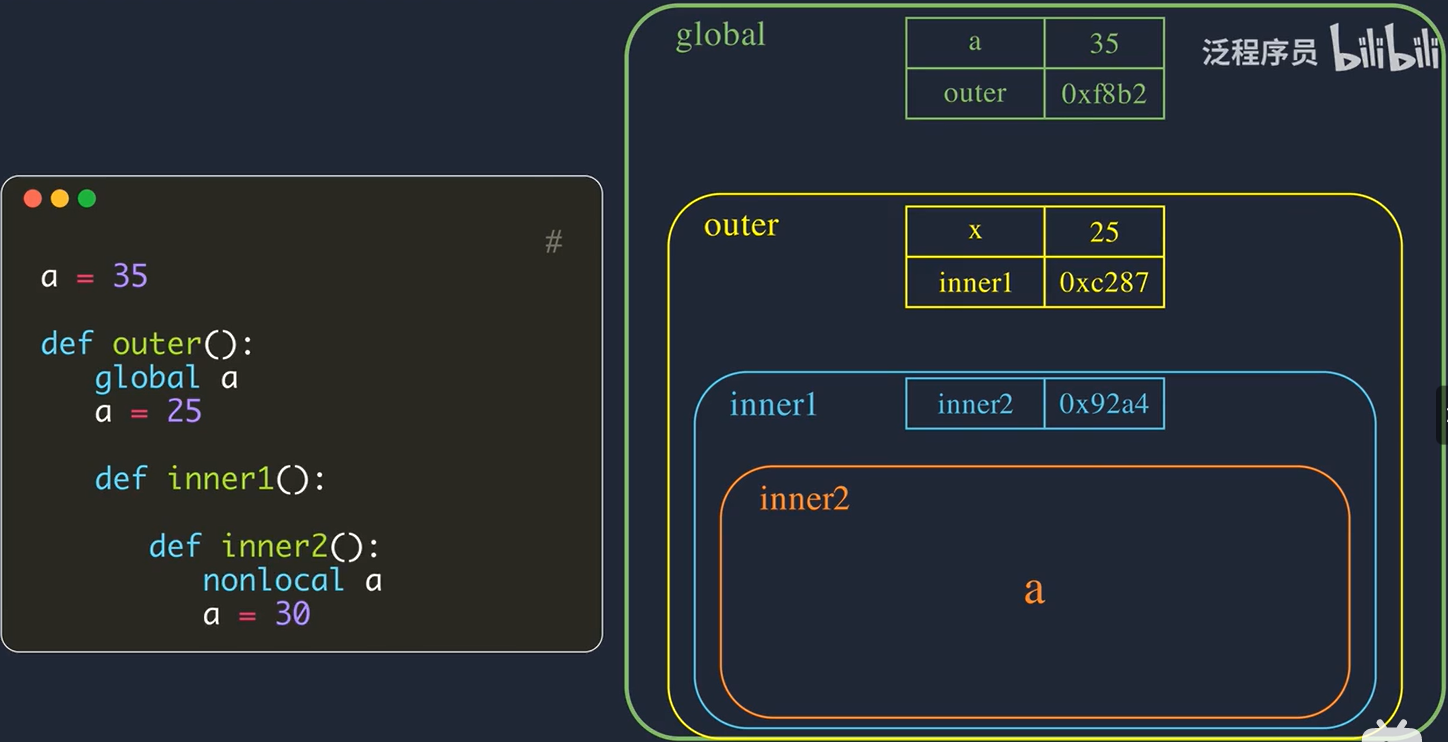 #
a = 35
def outer():
global a
a = 25
def inner1():
def inner2():
nonlocal a
a = 30
global
a 35
outer 0xf8b2
泛程序员 bilibili
outer
x 25
inner1 0xc287
inner1
inner2 0x92a4
inner2
a